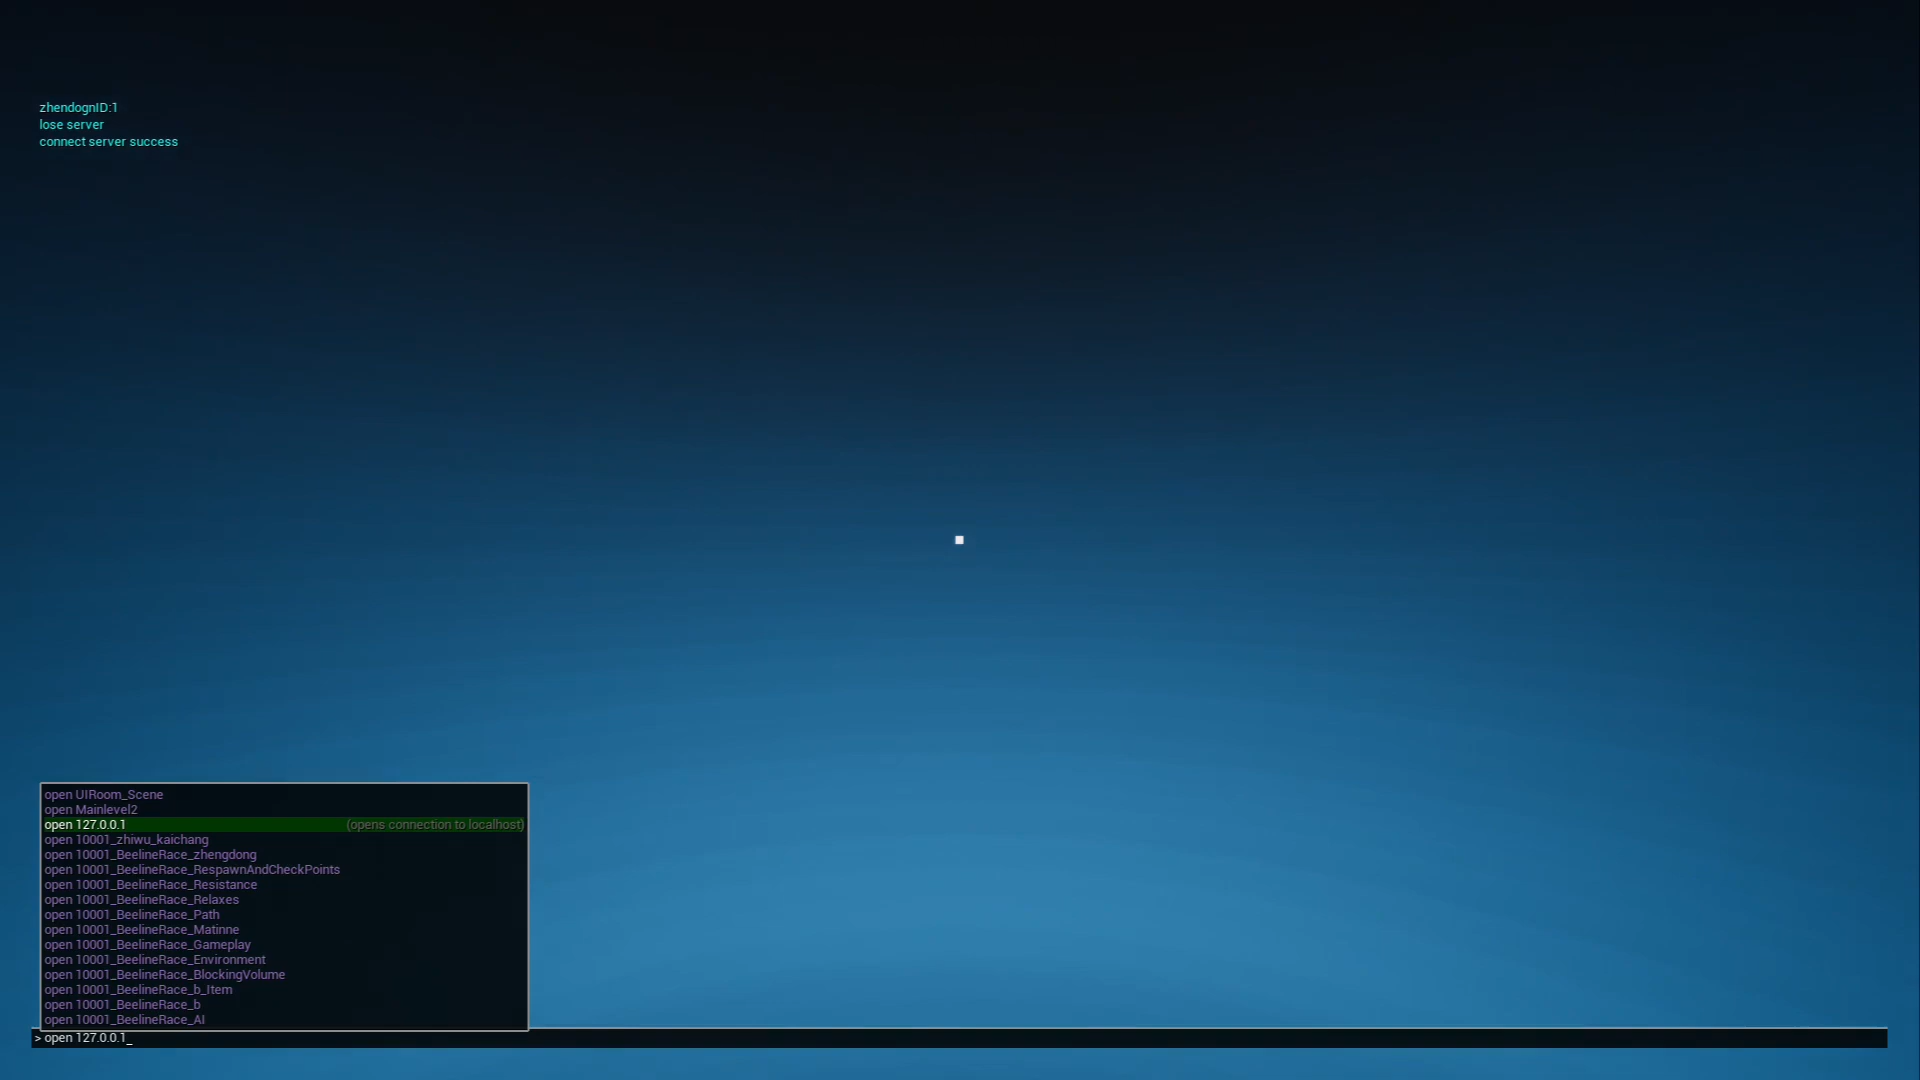 zhendognID:1
lose server
connect server success
open UIRoom_Scene
open Mainlevel2
open 127.0.0.1 (opens connection to localhost)
open 10001_zhiwu_kaichang
open 10001_BeelineRace_zhengdong
open 10001_BeelineRace_RespawnAndCheckPoints
open 10001_BeelineRace_Resistance
open 10001_BeelineRace_Relaxes
open 10001_BeelineRace_Path
open 10001_BeelineRace_Matinne
open 10001_BeelineRace_Gameplay
open 10001_BeelineRace_Environment
open 10001_BeelineRace_BlockingVolume
open 10001_BeelineRace_b_Item
open 10001_BeelineRace_b
open 10001_BeelineRace_AI
> open 127.0.0.1_